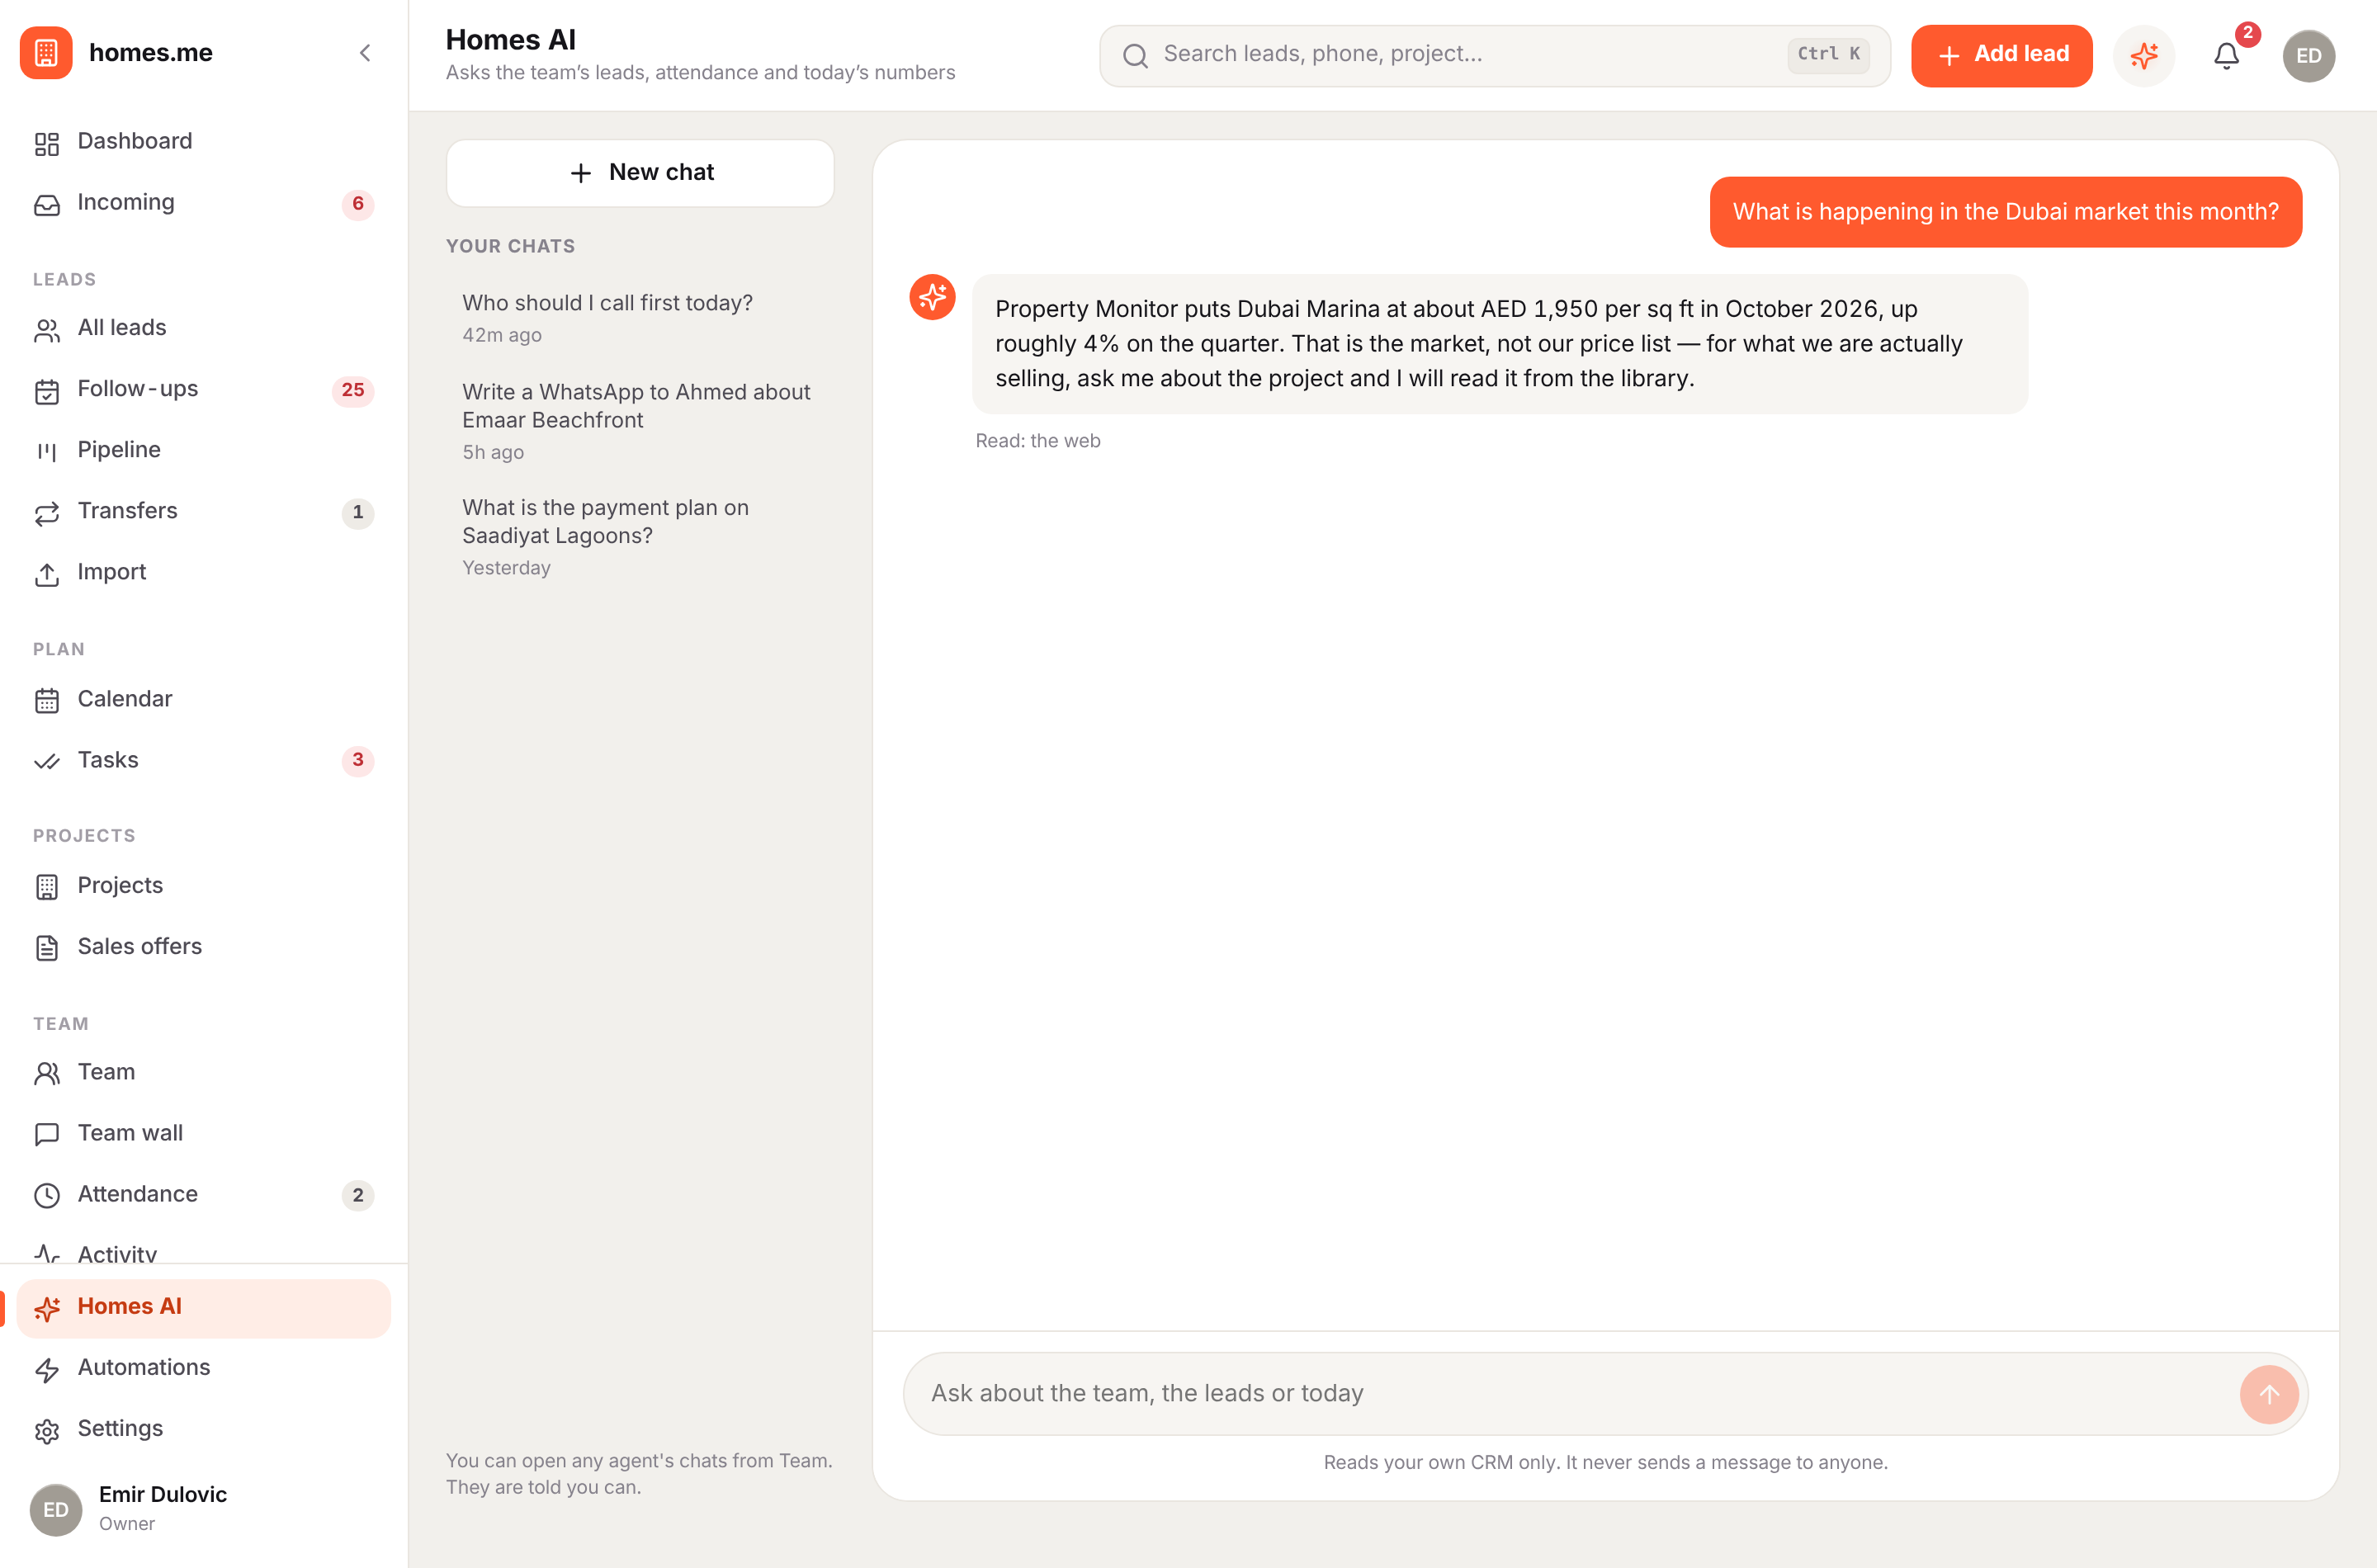 homes.me
Dashboard
Incoming
6
LEADS
All leads
Follow-ups
25
Pipeline
Transfers
1
Import
PLAN
Calendar
Tasks
3
PROJECTS
Projects
Sales offers
TEAM
Team
Team wall
Attendance
2
Activity
Homes AI
Automations
Settings
ED
Emir Dulovic
Owner
Homes AI
Asks the team’s leads, attendance and today’s numbers
Search leads, phone, project...
Ctrl K
Add lead
2
ED
New chat
YOUR CHATS
Who should I call first today?
42m ago
Write a WhatsApp to Ahmed about
Emaar Beachfront
5h ago
What is the payment plan on
Saadiyat Lagoons?
Yesterday
You can open any agent's chats from Team.
They are told you can.
What is happening in the Dubai market this month?
Property Monitor puts Dubai Marina at about AED 1,950 per sq ft in October 2026, up
roughly 4% on the quarter. That is the market, not our price list — for what we are actually
selling, ask me about the project and I will read it from the library.
Read: the web
Ask about the team, the leads or today
Reads your own CRM only. It never sends a message to anyone.